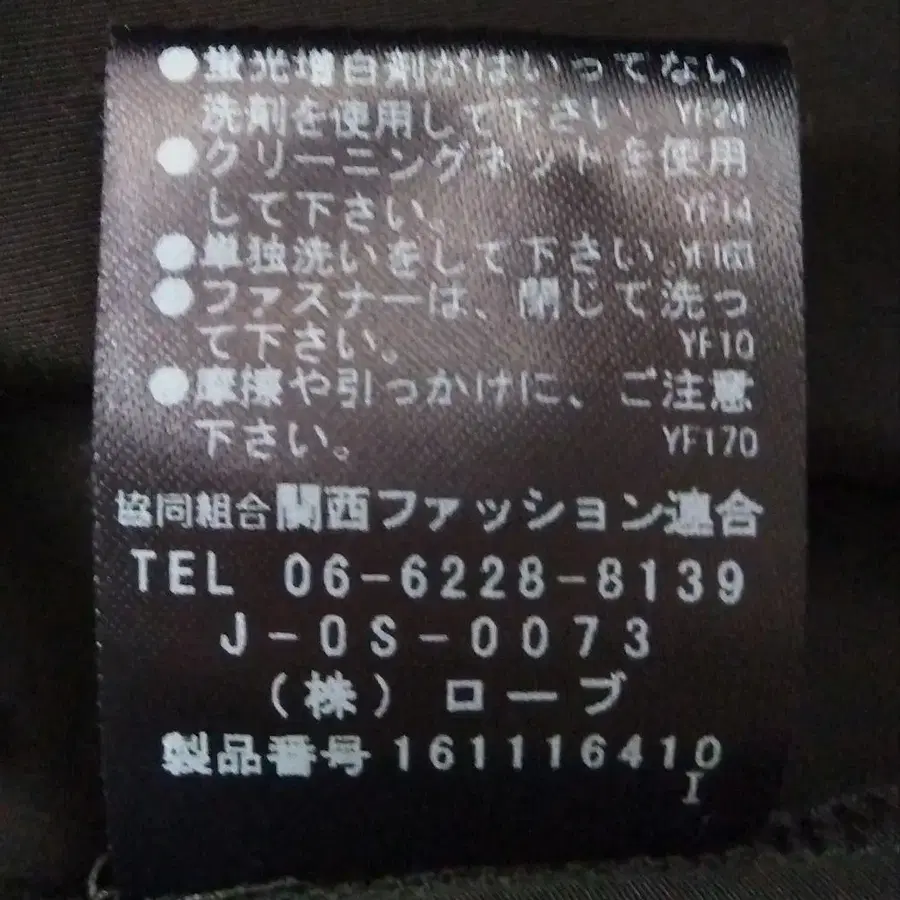 ●蛍光増白剤がはいってない
洗剤を使用して下さい。 YF24
●クリーニングネットを使用
して下さい。 YF14
●単独洗いをして下さい。
●ファスナーは、閉じて洗っ
て下さい。 YF10
●摩擦や引っかけに、ご注意
下さい。 YF170
協同組合関西ファッション連合
TEL 06-6228-8139
J-OS-0073
（株）ローブ
製品番号161116410
I